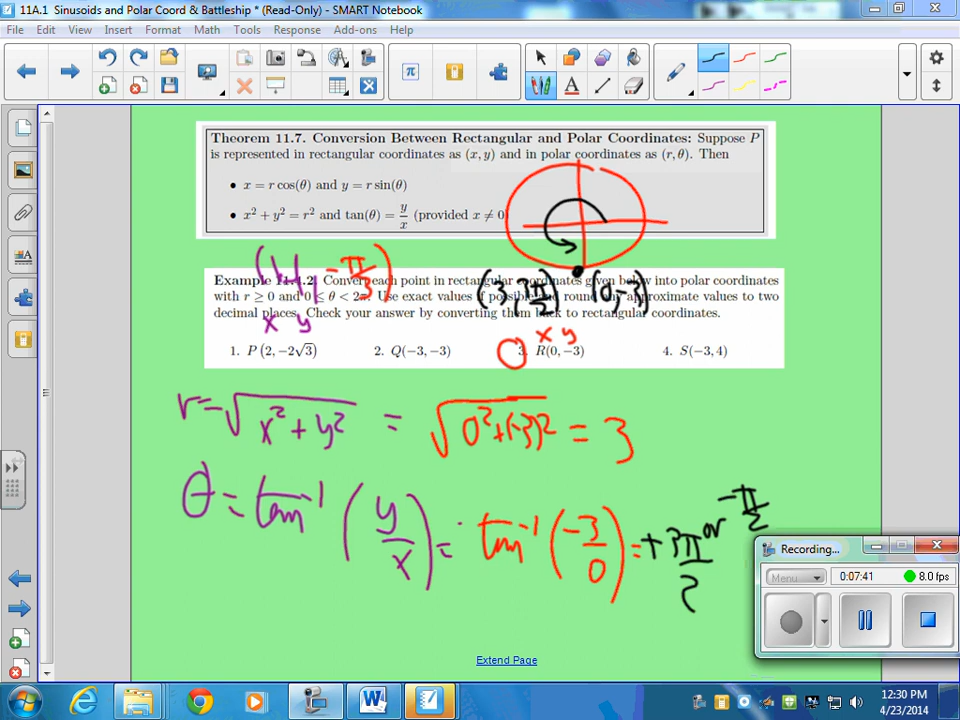 11A.1 Sinusoids and Polar Coord & Battleship * (Read-Only) - SMART Notebook
File Edit View Insert Format Math Tools Response Add-ons Help
Theorem 11.7. Conversion Between Rectangular and Polar Coordinates: Suppose P
is represented in rectangular coordinates as (x, y) and in polar coordinates as (r, θ). Then
• x = r cos(θ) and y = r sin(θ)
• x² + y² = r² and tan(θ) = y/x (provided x ≠ 0)
- π/3)
Example 11.4.2. Convert each point in rectangular coordinates given below into polar coordinates
with r ≥ 0 and 0 ≤ θ < 2π. Use exact values if possible and round any approximate values to two
decimal places. Check your answer by converting them back to rectangular coordinates.
(3, 3π/2) (0, -3)
x y
x y
1. P (2, −2√3) 2. Q(−3, −3) 3. R(0, −3) 4. S(−3, 4)
r = √x² + y² = √0² + (-3)² = 3
θ = tan⁻¹ (y/x) = tan⁻¹ (-3/0) = + 3π/2 or -π/2
Recording...
Menu 0:07:41 8.0 fps
Extend Page
12:30 PM
4/23/2014